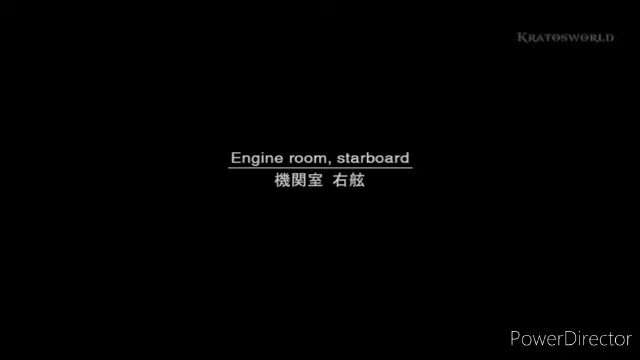 KRATOSWORLD
Engine room, starboard
機関室 右舷
PowerDirector